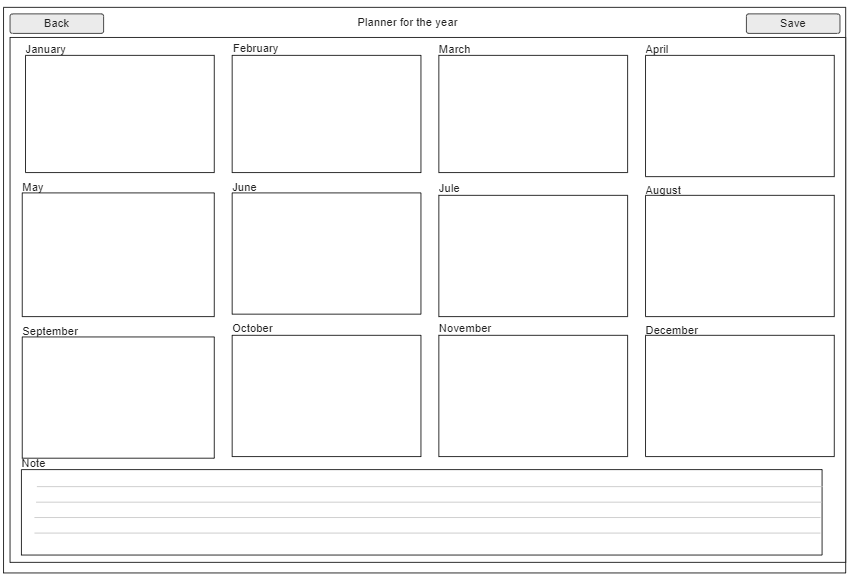 Back
Planner for the year
Save
January
February
March
April
May
June
Jule
August
September
October
November
December
Note